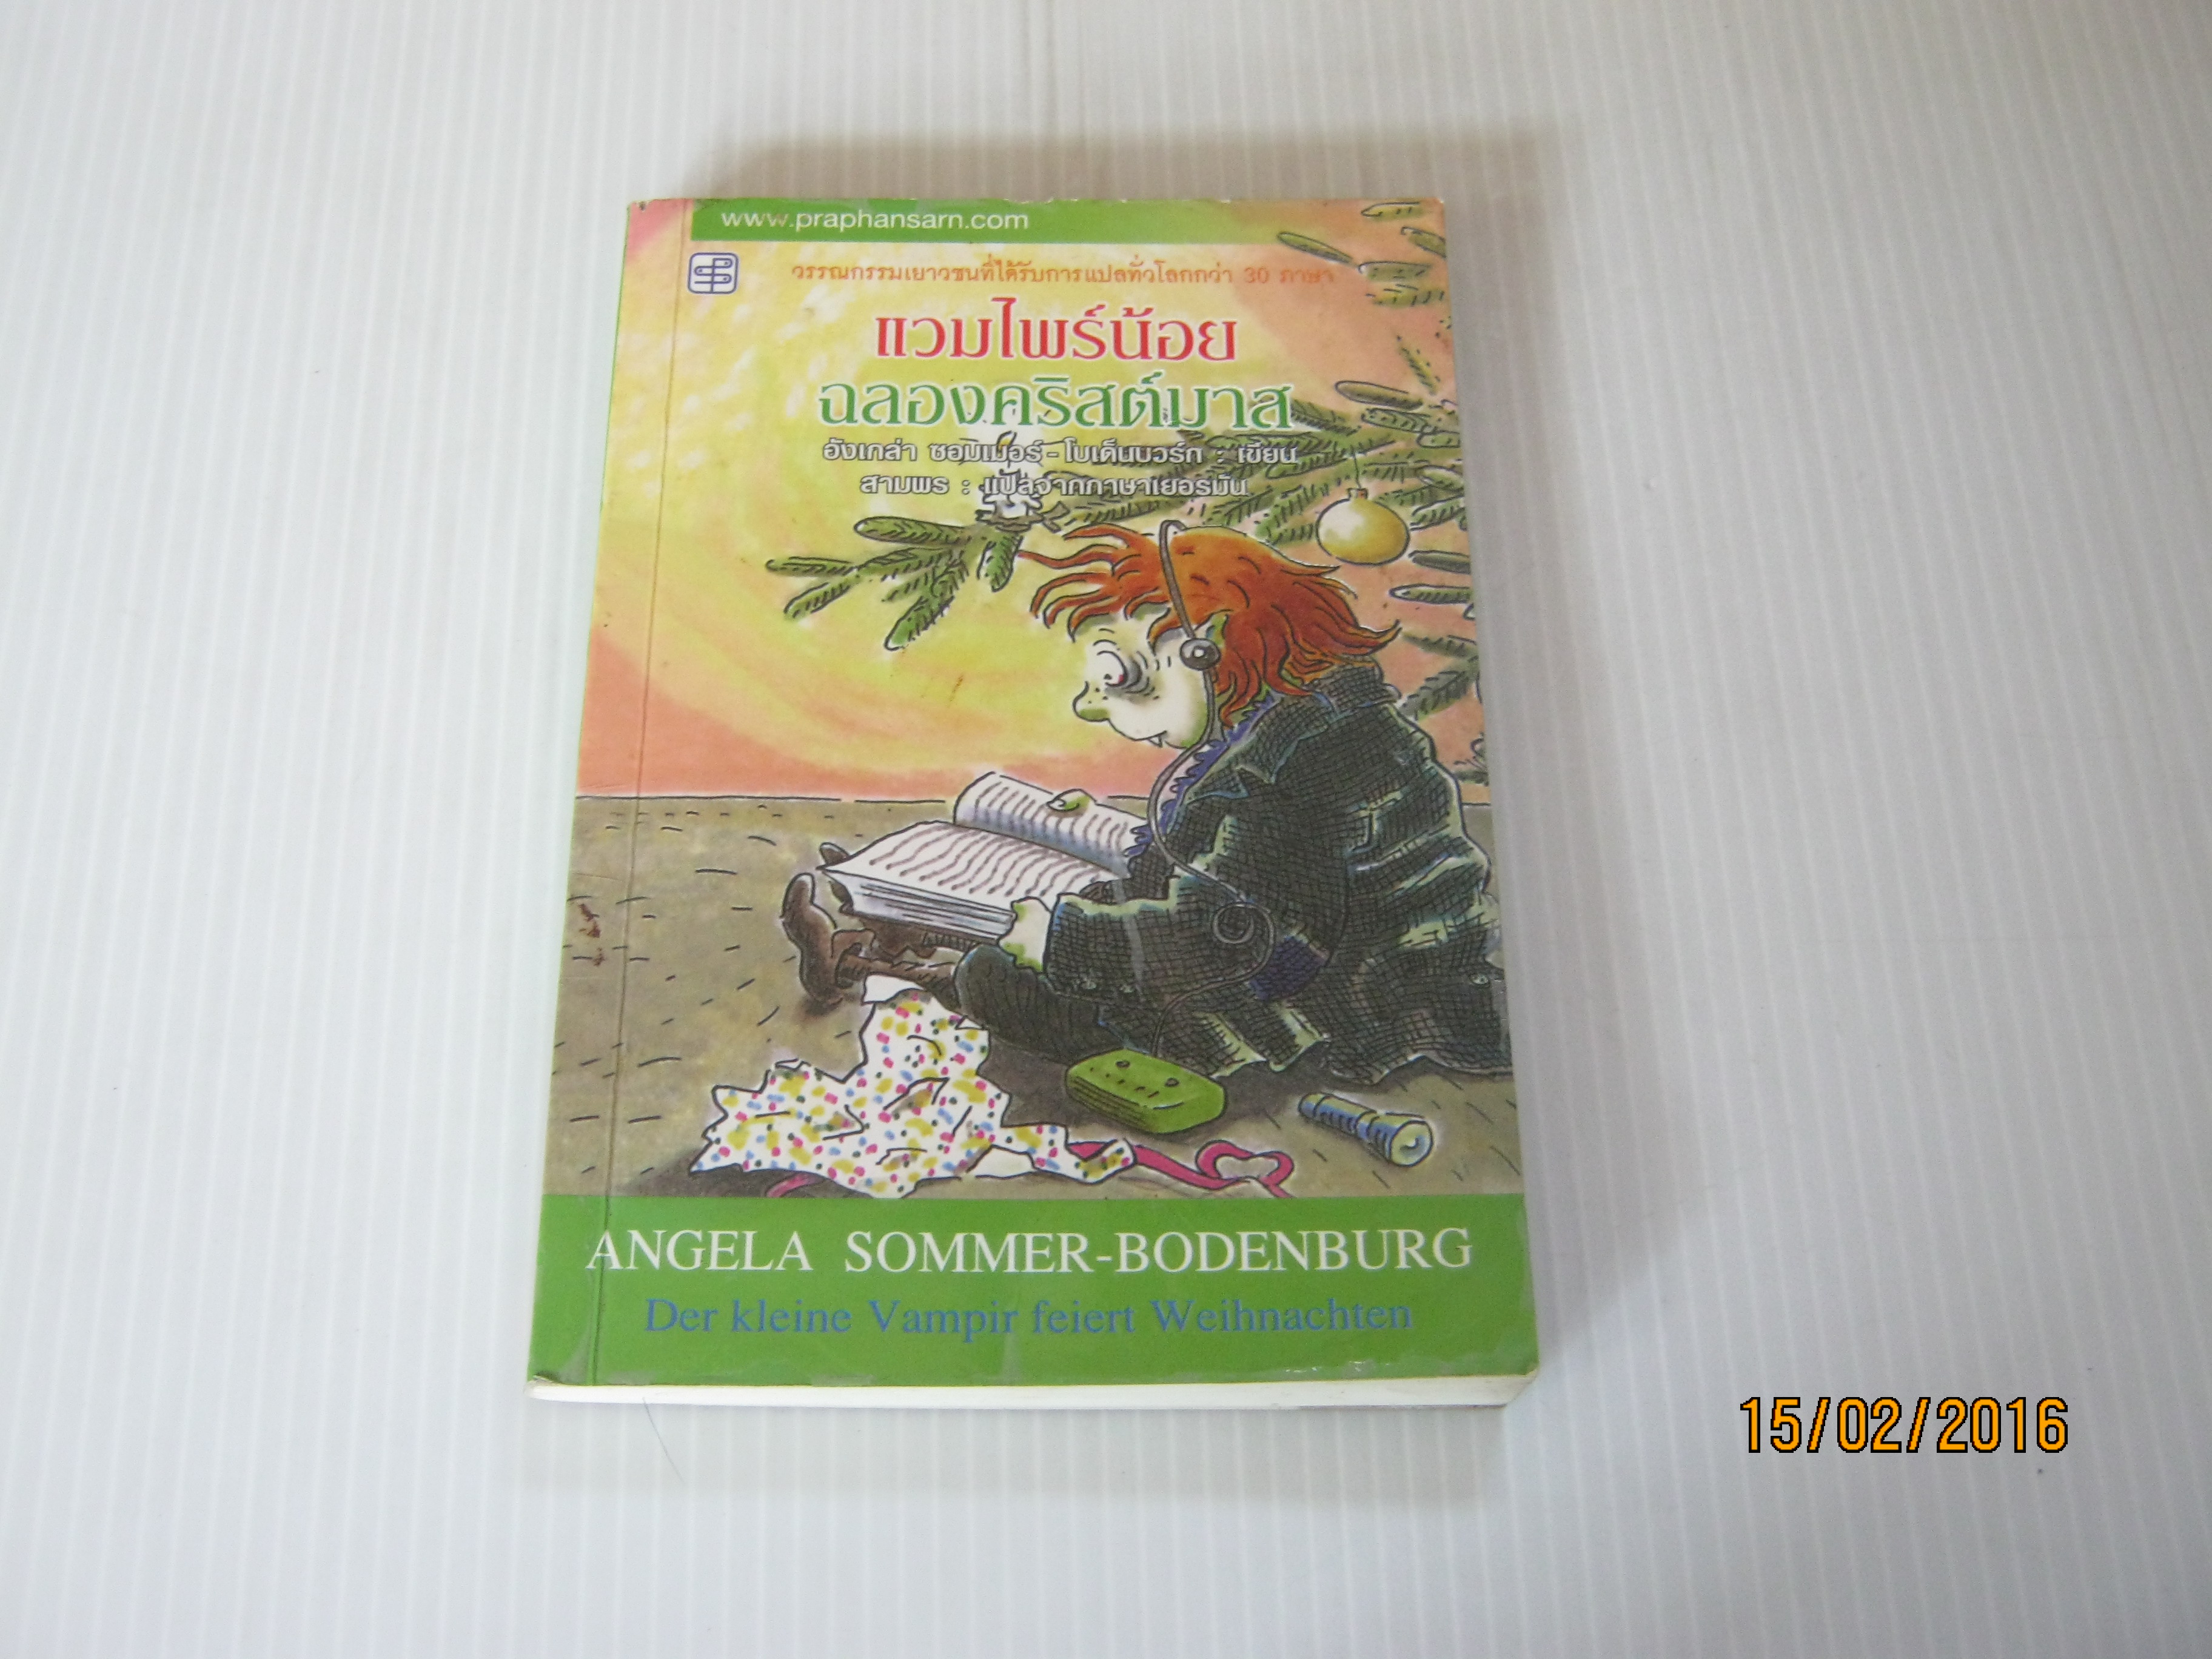 www.praphansarn.com
วรรณกรรมเยาวชนที่ได้รับการแปลทั่วโลกกว่า 30 ภาษา
แวมไพร์น้อย
ฉลองคริสต์มาส
อังเกล่า ซอมเมอร์-โบเด็นบอร์ก : เขียน
สามพร : แปลจากภาษาเยอรมัน
ANGELA SOMMER-BODENBURG
Der kleine Vampir feiert Weihnachten
15/02/2016